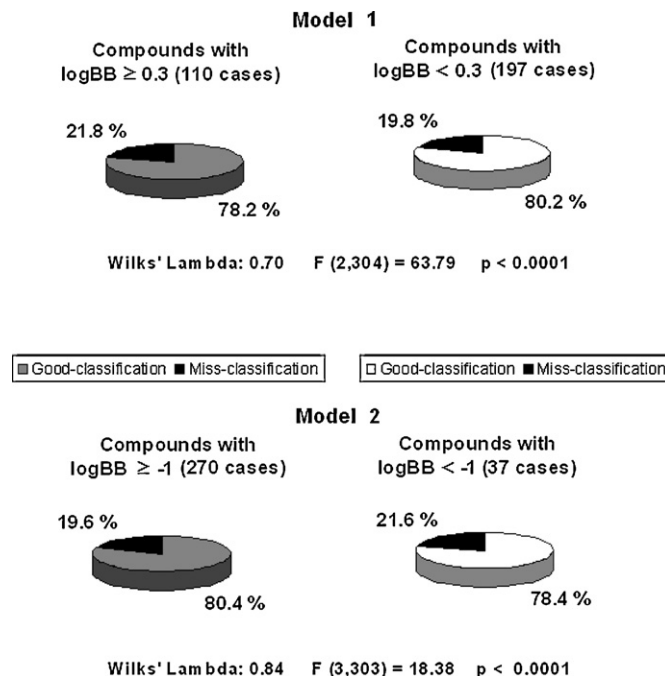 Model 1
Compounds with
logBB ≥ 0.3 (110 cases)
21.8 %
78.2 %
Compounds with
logBB < 0.3 (197 cases)
19.8 %
80.2 %
Wilks' Lambda: 0.70 F (2,304) = 63.79 p < 0.0001
Good-classification Miss-classification
Good-classification Miss-classification
Model 2
Compounds with
logBB ≥ -1 (270 cases)
19.6 %
80.4 %
Compounds with
logBB < -1 (37 cases)
21.6 %
78.4 %
Wilks' Lambda: 0.84 F (3,303) = 18.38 p < 0.0001